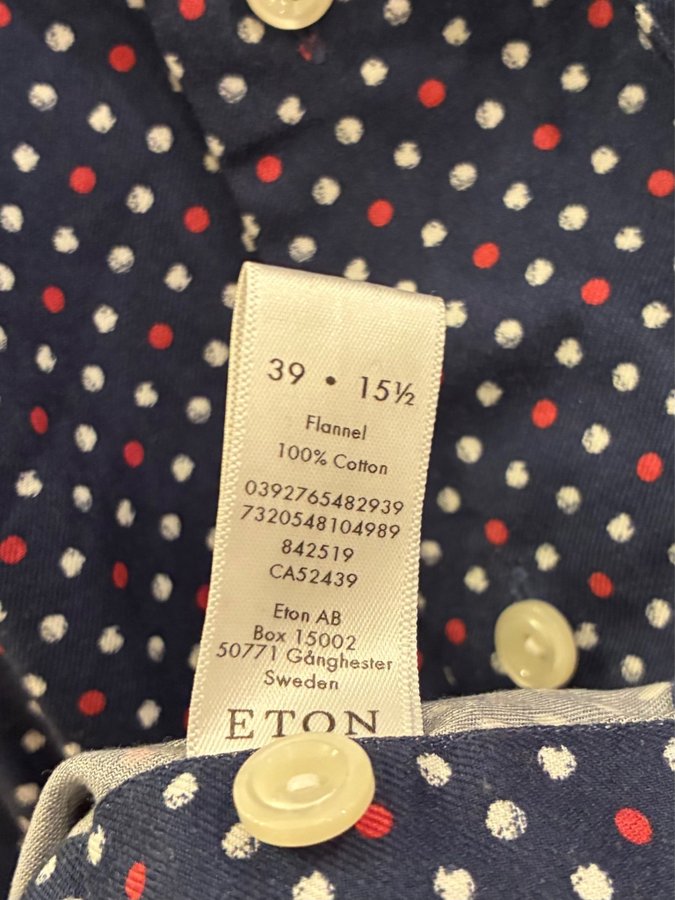 39 • 15½
Flannel
100% Cotton
0392765482939
7320548104989
842519
CA52439
Eton AB
Box 15002
50771 Gånghester
Sweden
ETON